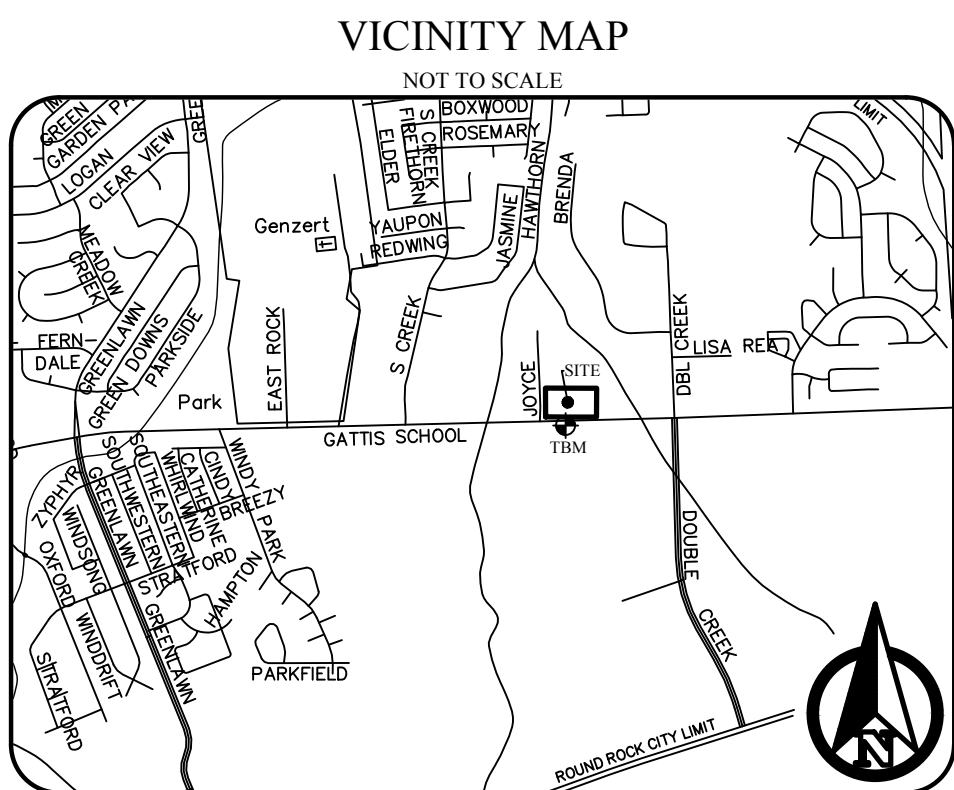 VICINITY MAP
NOT TO SCALE
GREEN
GARDEN
LOGAN
CLEAR VIEW
GREE
ELDER
FIRETHORN
S CREEK
BOXWOOD
ROSEMARY
HAWTHORN
BRENDA
LIMIT
Genzert
YAUPON
REDWING
JASMINE
MEADOW
CREEK
FERN-
DALE
GREENLAWN
GREEN DOWNS
PARKSIDE
Park
EAST ROCK
S CREEK
JOYCE
SITE
DBL CREEK
LISA REA
GATTIS SCHOOL
TBM
ZYPHYR
WINDSONG
OXFORD
GREENLAWN
SOUTHWESTERN
SOUTHEASTERN
WHIRLWIND
CATHERINE
CINDY
WINDY PARK
BREEZY
STRATFORD
HAMPTON
WINDDRIFT
GREENLAWN
STRATFORD
PARKFIELD
DOUBLE
CREEK
ROUND ROCK CITY LIMIT
N